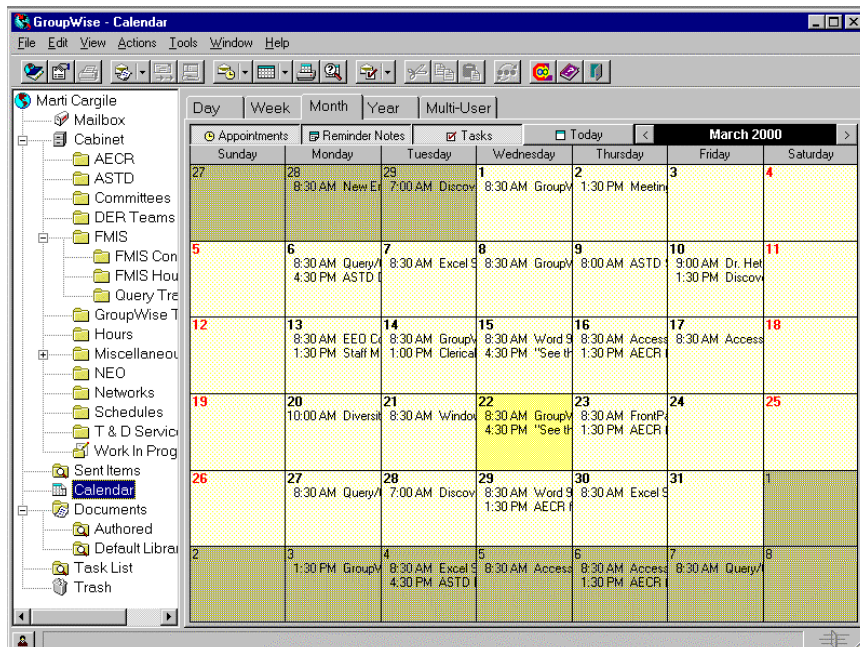 GroupWise - Calendar
File Edit View Actions Tools Window Help
Marti Cargile
Mailbox
Cabinet
AECR
ASTD
Committees
DER Teams
FMIS
FMIS Con
FMIS Hou
Query Tra
GroupWise T
Hours
Miscellaneou
NEO
Networks
Schedules
T & D Servic
Work In Prog
Sent Items
Calendar
Documents
Authored
Default Librar
Task List
Trash
Day Week Month Year Multi-User
Appointments Reminder Notes Tasks Today < March 2000 >
Sunday Monday Tuesday Wednesday Thursday Friday Saturday
27 28 29 1 2 3 4
8:30 AM New Er 7:00 AM Discov 8:30 AM GroupW 1:30 PM Meetin
5 6 7 8 9 10 11
8:30 AM Query/ 8:30 AM Excel 8:30 AM GroupW 8:00 AM ASTD 9:00 AM Dr. Het
4:30 PM ASTD 1:30 PM Discov
12 13 14 15 16 17 18
8:30 AM EEO Co 8:30 AM GroupW 8:30 AM Word 9 8:30 AM Access 8:30 AM Access
1:30 PM Staff M 1:00 PM Clerical 4:30 PM "See th 1:30 PM AECR
19 20 21 22 23 24 25
10:00 AM Diversit 8:30 AM Window 8:30 AM GroupW 8:30 AM FrontPa
4:30 PM "See th 1:30 PM AECR
26 27 28 29 30 31 1
8:30 AM Query/ 7:00 AM Discov 8:30 AM Word 9 8:30 AM Excel
1:30 PM AECR
2 3 4 5 6 7 8
1:30 PM GroupW 8:30 AM Excel 8:30 AM Access 8:30 AM Access 8:30 AM Query/
4:30 PM ASTD 1:30 PM AECR